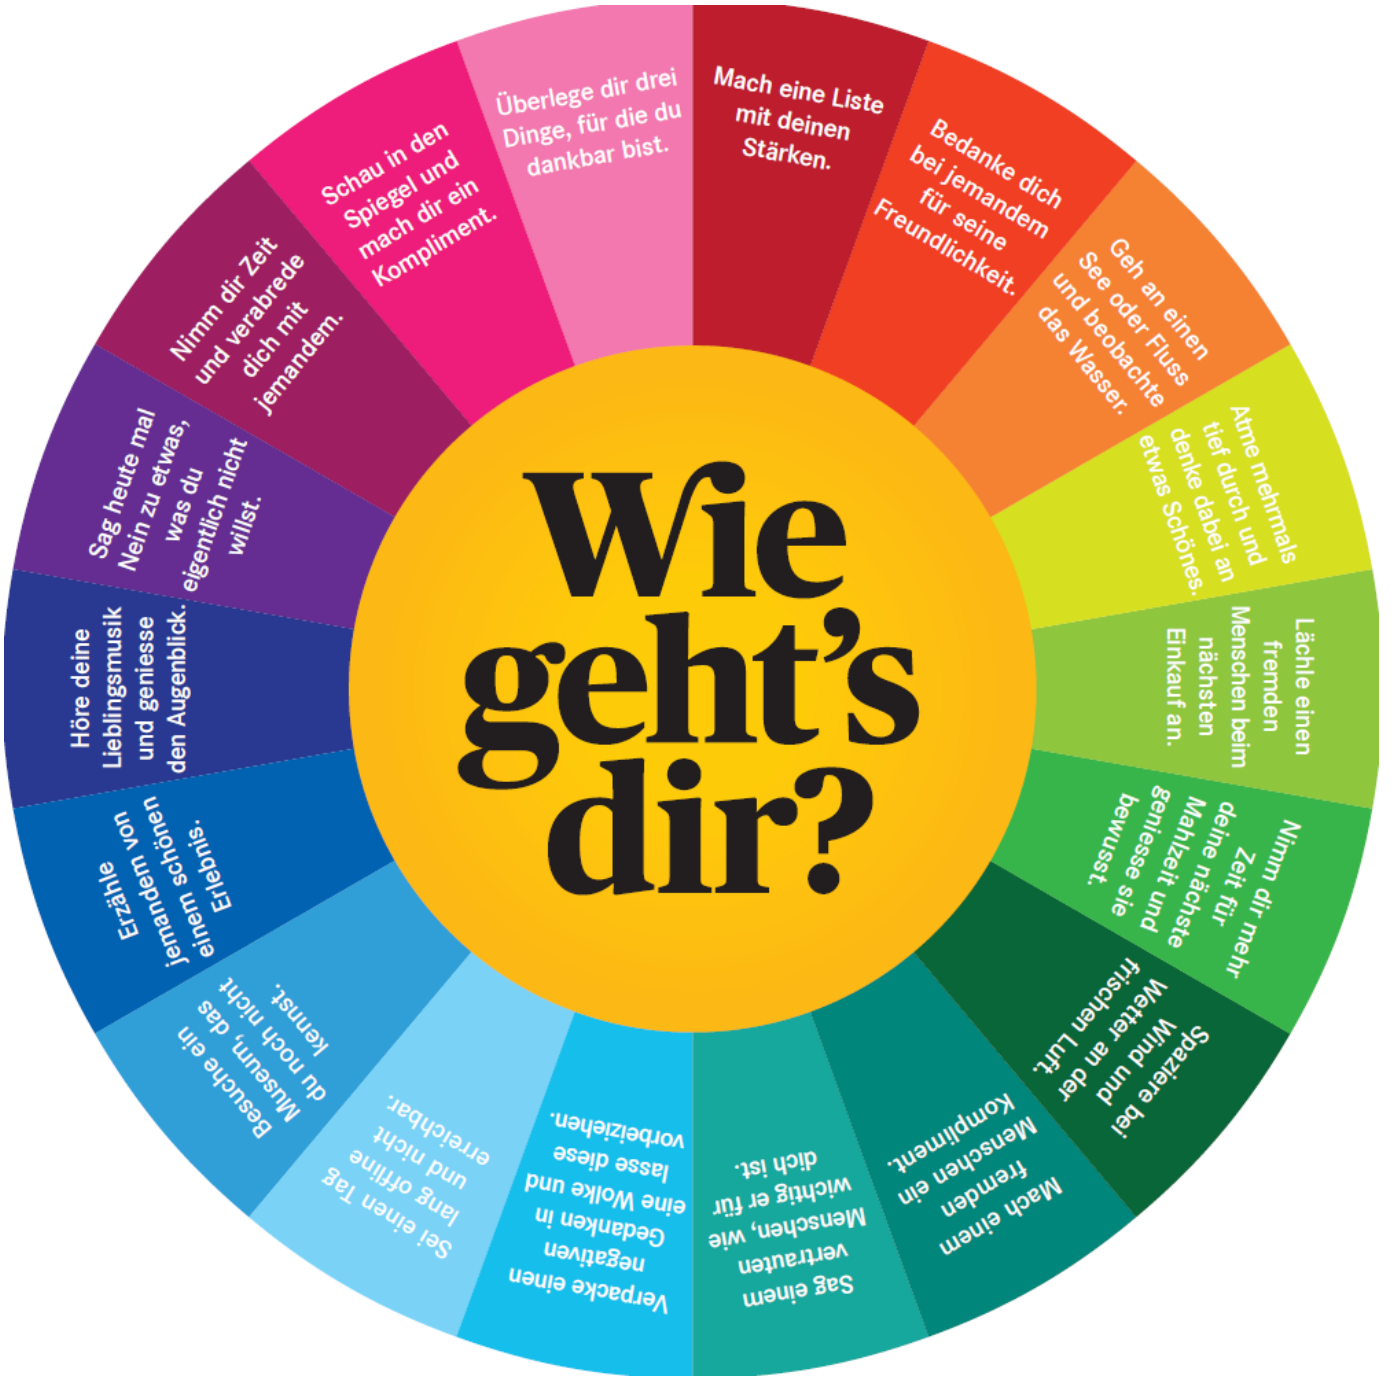 Wie
geht's
dir?
Mach eine Liste
mit deinen
Stärken.
Bedanke dich
bei jemandem
für seine
Freundlichkeit.
Geh an einen
See oder Fluss
und beobachte
das Wasser.
Atme mehrmals
tief durch und
denke dabei an
etwas Schönes.
Lächle einen
fremden
Menschen beim
nächsten
Einkauf an.
Nimm dir mehr
Zeit für
deine nächste
Mahlzeit und
geniesse sie
bewusst.
Spaziere bei
Wind und
Wetter an der
frischen Luft.
Mach einem
fremden
Menschen ein
Kompliment.
Sag einem
vertrauten
Menschen, wie
wichtig er für
dich ist.
Verpacke einen
negativen
Gedanken in
eine Wolke und
lasse diese
vorbeiziehen.
Sei einen Tag
lang offline
und nicht
erreichbar.
Besuche ein
Museum, das
du noch nicht
kennst.
Erzähle
jemandem von
einem schönen
Erlebnis.
Höre deine
Lieblingsmusik
und geniesse
den Augenblick.
Sag heute mal
Nein zu etwas,
was du
eigentlich nicht
willst.
Nimm dir Zeit
und verabrede
dich mit
jemandem.
Schau in den
Spiegel und
mach dir ein
Kompliment.
Überlege dir drei
Dinge, für die du
dankbar bist.